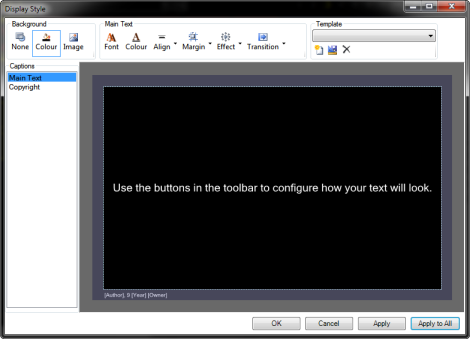 Display Style
Background
Main Text
Template
None Colour Image
Font Colour Align Margin Effect Transition
Captions
Main Text
Copyright
Use the buttons in the toolbar to configure how your text will look.
[Author], 9 [Year] [Owner]
OK Cancel Apply Apply to All